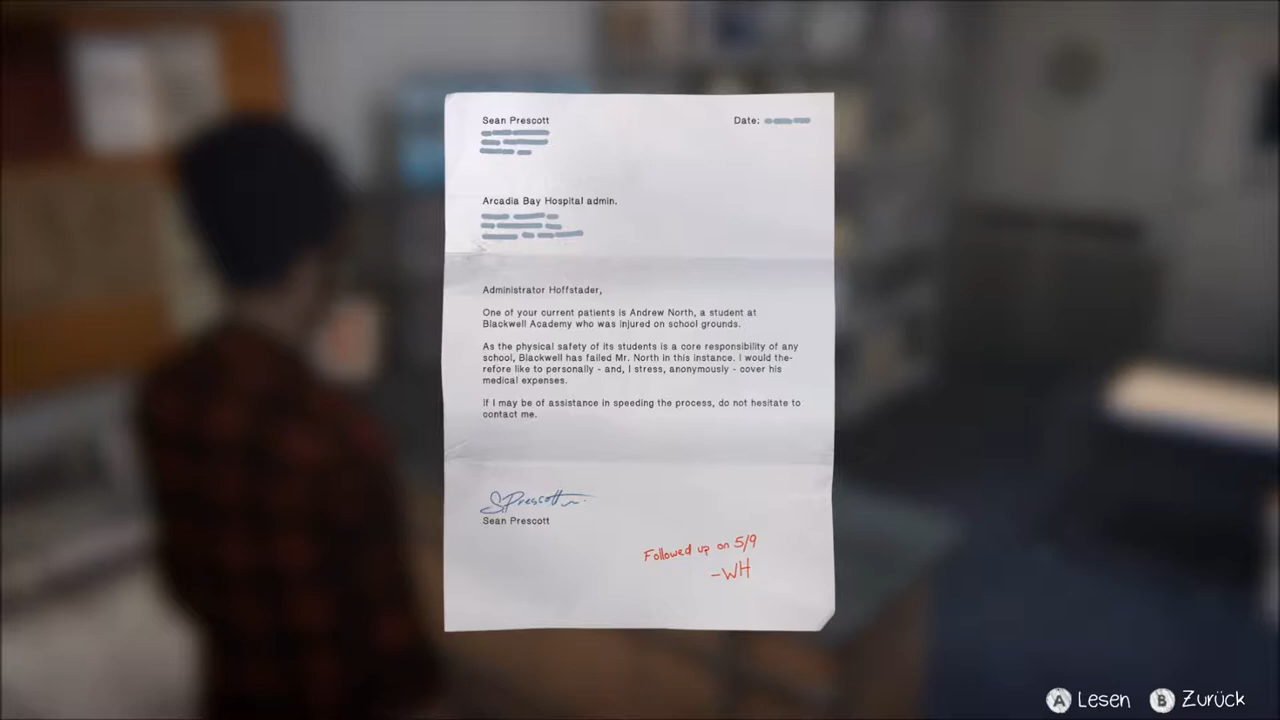 Sean Prescott
Date:
Arcadia Bay Hospital admin.
Administrator Hoffstader,
One of your current patients is Andrew North, a student at
Blackwell Academy who was injured on school grounds.
As the physical safety of its students is a core responsibility of any
school, Blackwell has failed Mr. North in this instance. I would the-
refore like to personally - and, I stress, anonymously - cover his
medical expenses.
If I may be of assistance in speeding the process, do not hesitate to
contact me.
S.Prescott
Sean Prescott
Followed up on 5/9
-WH
A Lesen B Zurück